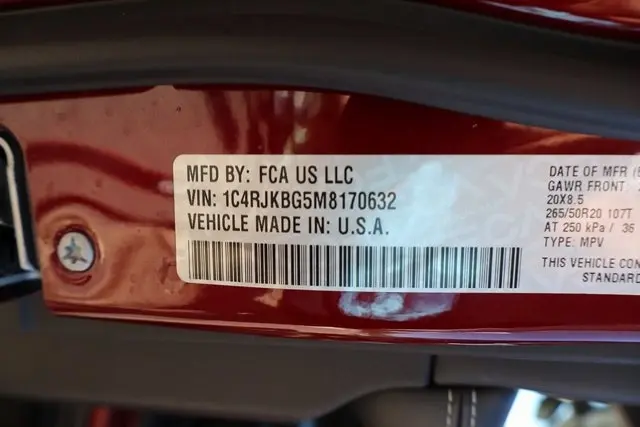 MFD BY: FCA US LLC
VIN: 1C4RJKBG5M8170632
VEHICLE MADE IN: U.S.A.
DATE OF MFR
GAWR FRONT
20X8.5
265/50R20 107T
AT 250 kPa / 36
TYPE: MPV
THIS VEHICLE CON
STANDARD